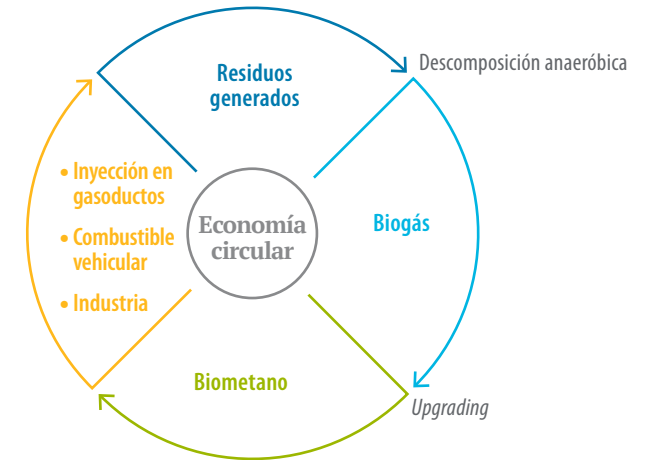 Residuos
generados
Descomposición anaeróbica
• Inyección en
gasoductos
• Combustible
vehicular
• Industria
Economía
circular
Biogás
Biometano
Upgrading